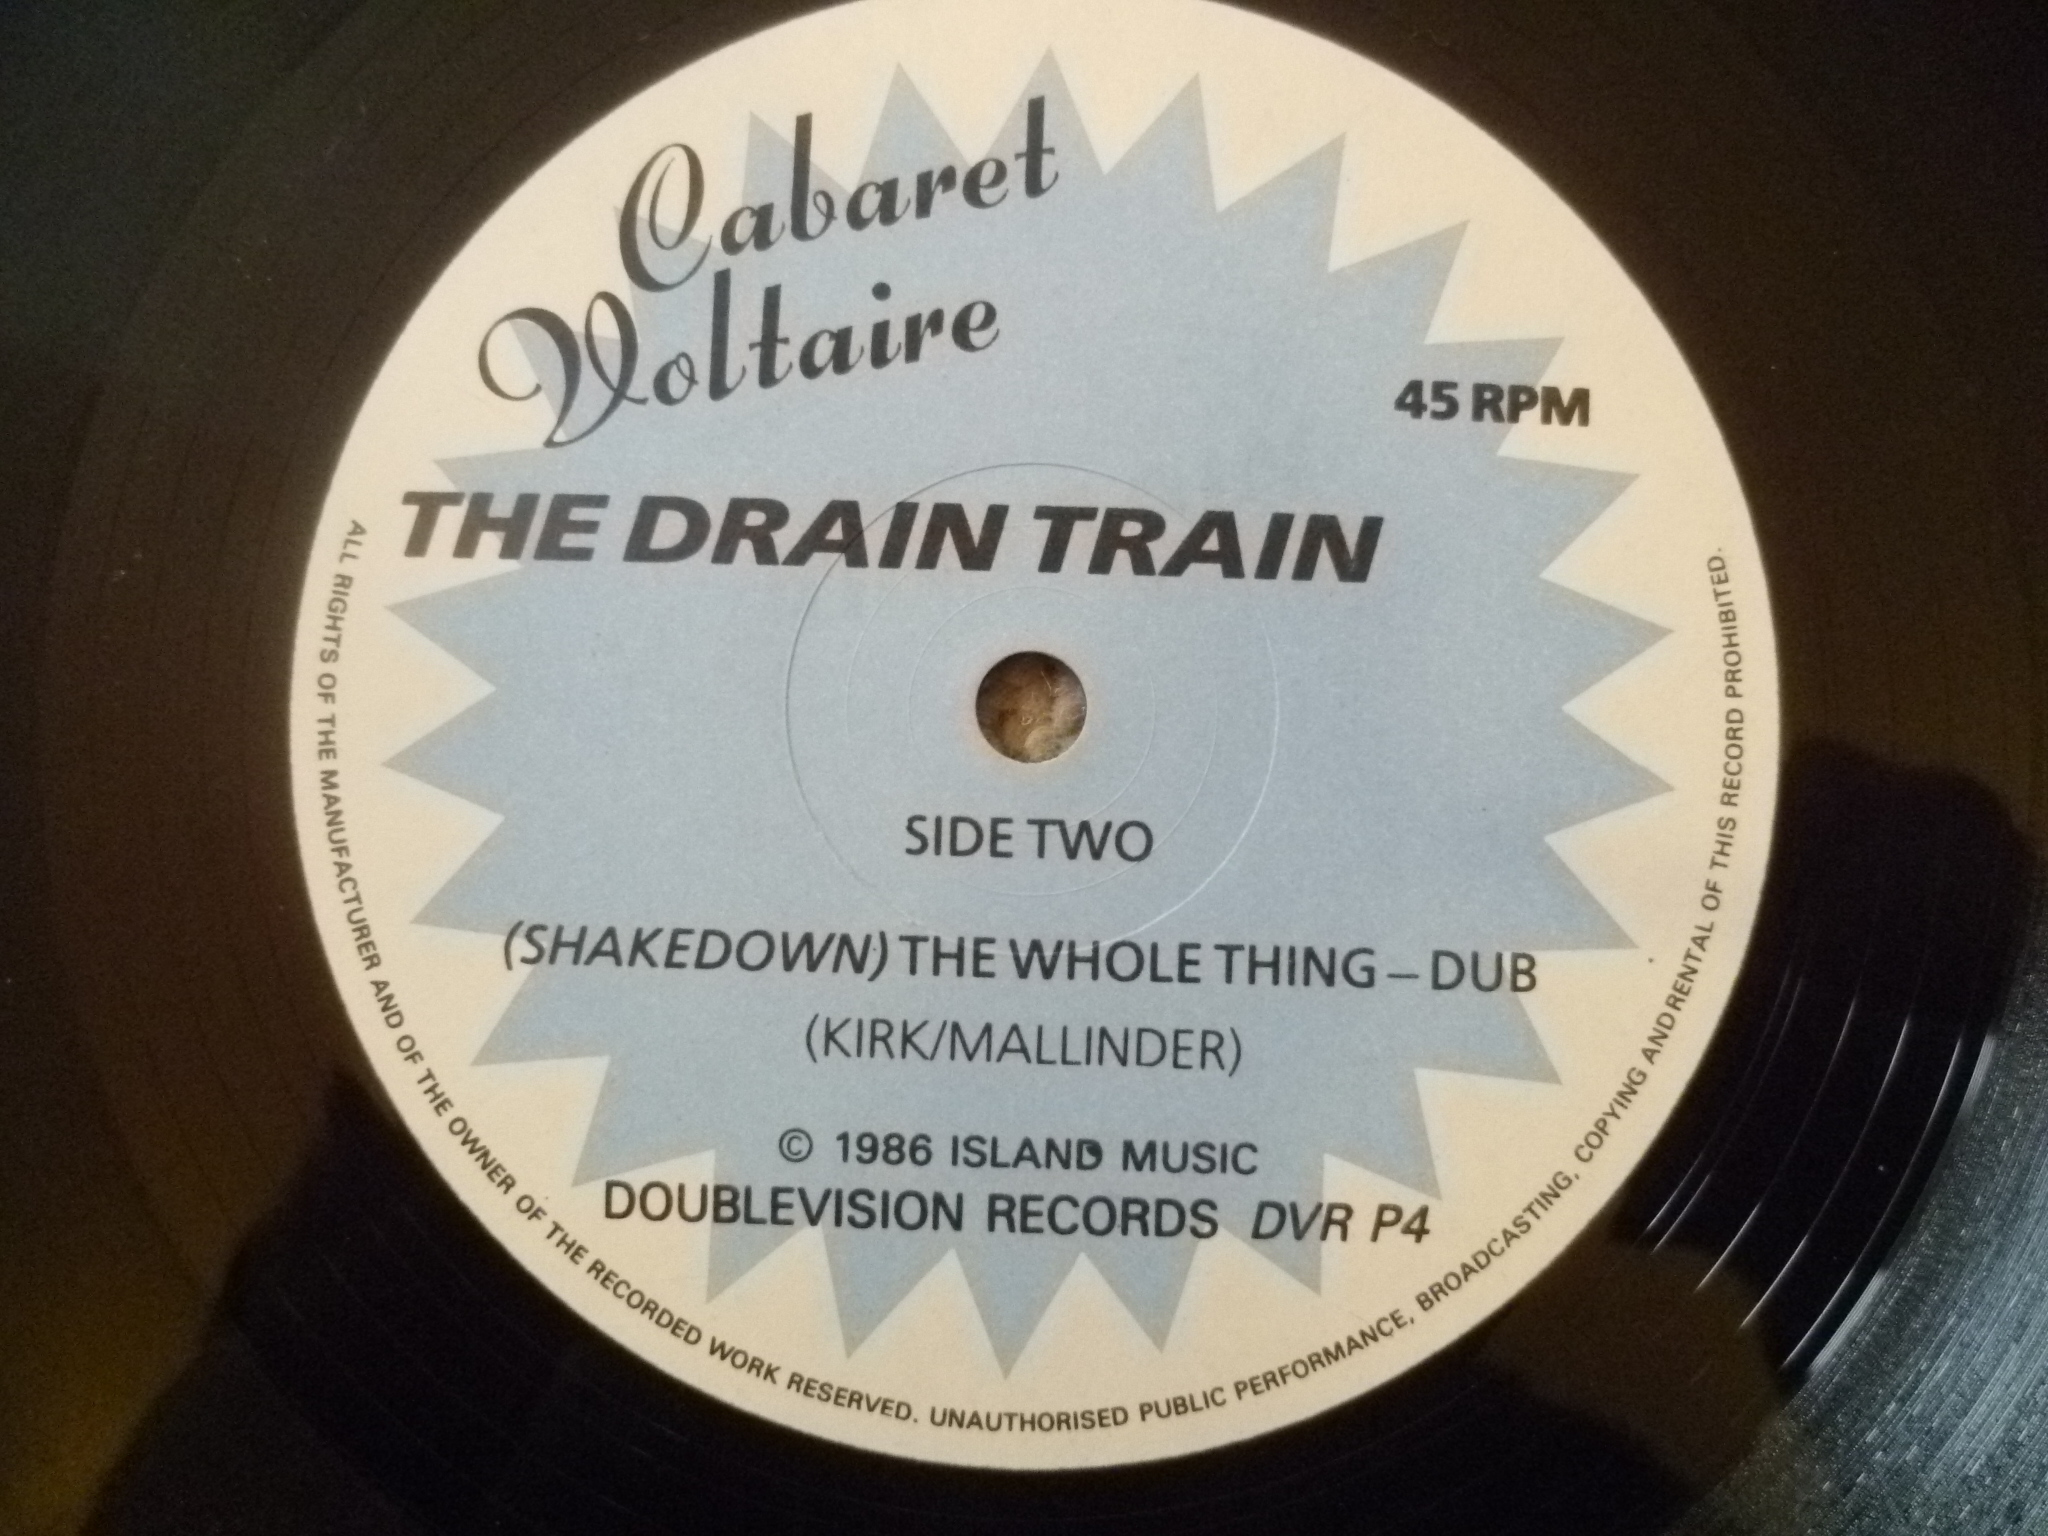 Cabaret
Voltaire
45 RPM
THE DRAIN TRAIN
SIDE TWO
(SHAKEDOWN) THE WHOLE THING – DUB
(KIRK/MALLINDER)
© 1986 ISLAND MUSIC
DOUBLEVISION RECORDS DVR P4
ALL RIGHTS OF THE MANUFACTURER AND OF THE OWNER OF THE RECORDED WORK RESERVED. UNAUTHORISED PUBLIC PERFORMANCE, BROADCASTING, COPYING AND RENTAL OF THIS RECORD PROHIBITED.